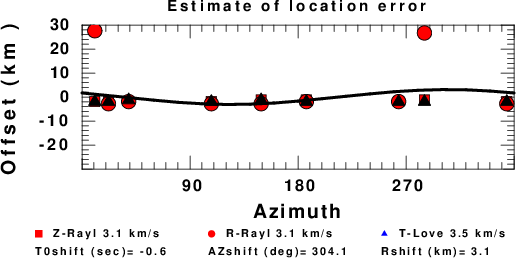 Estimate of location error
Offset (km)
30
20
10
0
-10
-20
90
180
270
Azimuth
Z-Rayl 3.1 km/s
R-Rayl 3.1 km/s
T-Love 3.5 km/s
T0shift (sec)= -0.6
AZshift (deg)= 304.1
Rshift (km)= 3.1